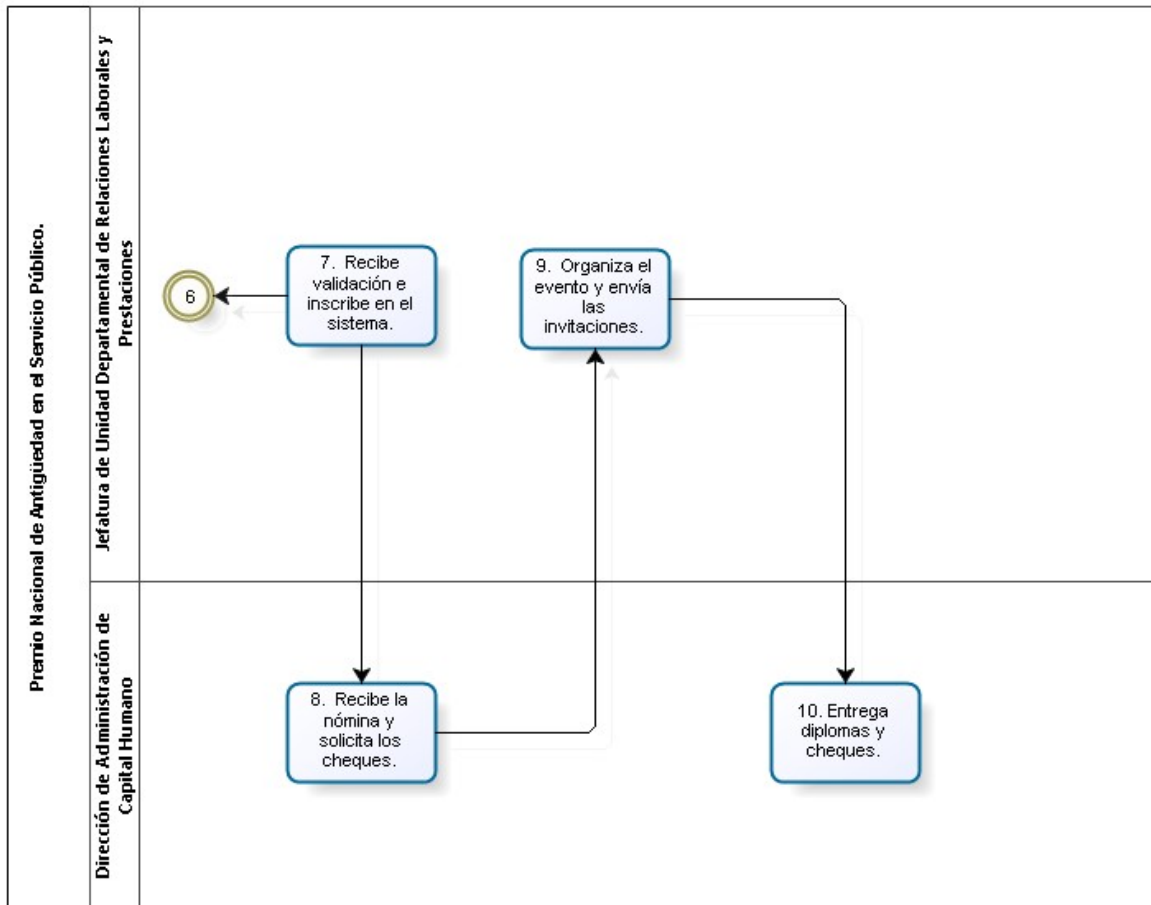 Premio Nacional de Antigüedad en el Servicio Público.
Jefatura de Unidad Departamental de Relaciones Laborales y
Prestaciones
6
7. Recibe
validación e
inscribe en el
sistema.
9. Organiza el
evento y envía
las
invitaciones.
Dirección de Administración de
Capital Humano
8. Recibe la
nómina y
solicita los
cheques.
10. Entrega
diplomas y
cheques.